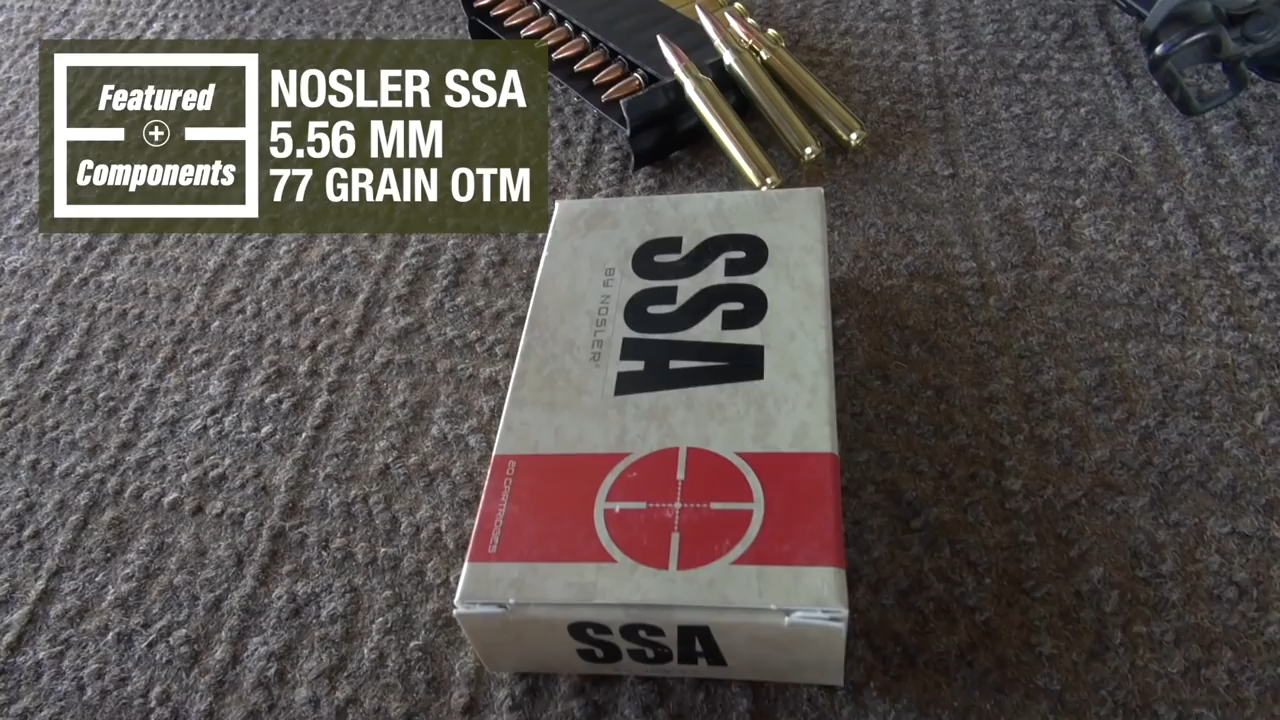 Featured
Components
NOSLER SSA
5.56 MM
77 GRAIN OTM
SSA
BY NOSLER®
20 CARTRIDGES
SSA